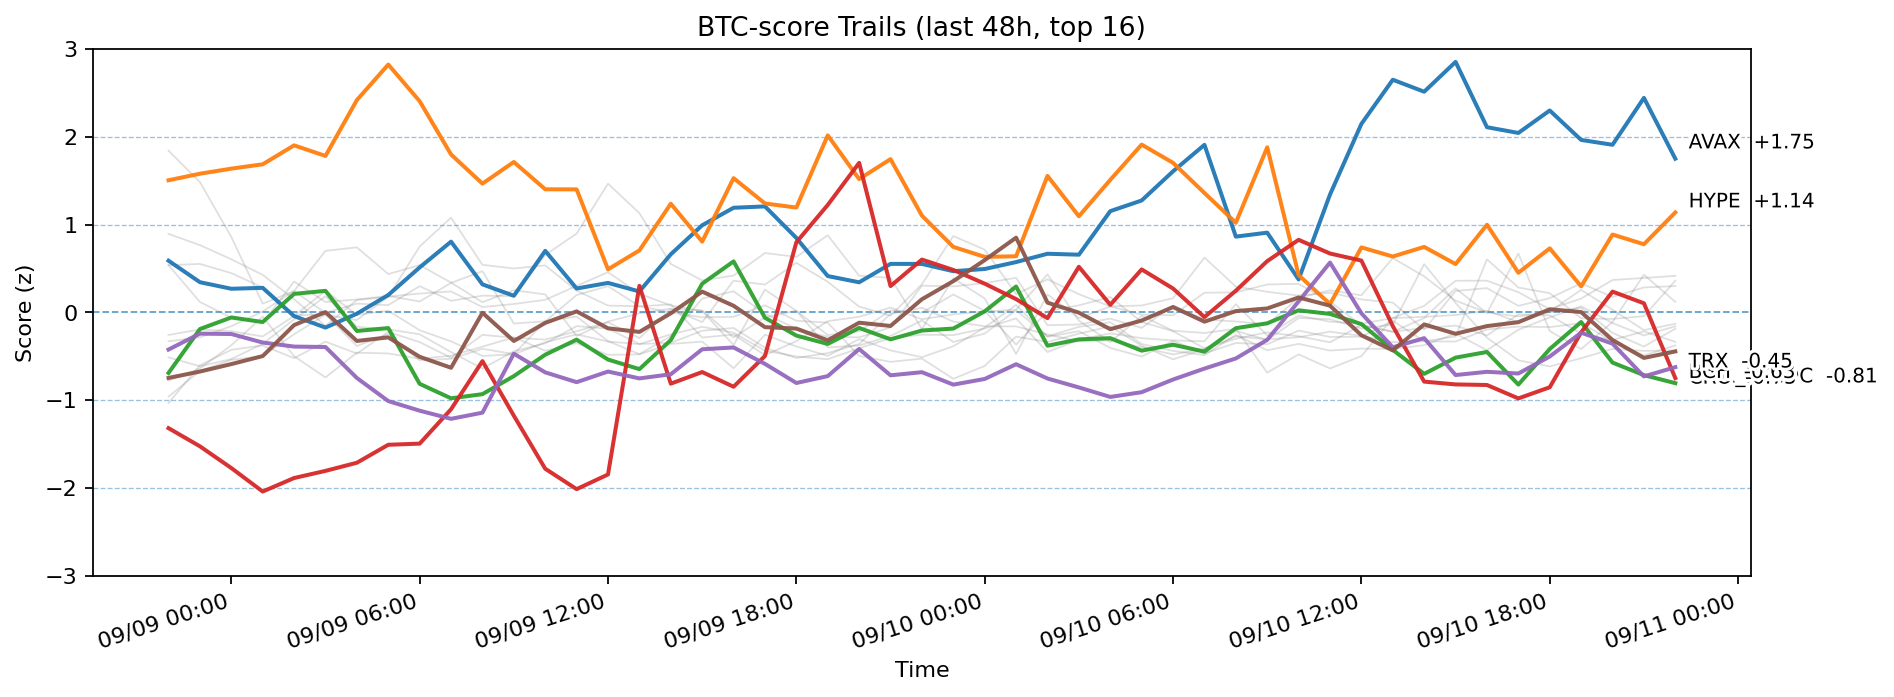 BTC-score Trails (last 48h, top 16)
Score (z)
3
2
1
0
−1
−2
−3
AVAX +1.75
HYPE +1.14
TRX -0.45
-0.81
09/09 00:00
09/09 06:00
09/09 12:00
09/09 18:00
09/10 00:00
09/10 06:00
09/10 12:00
09/10 18:00
09/11 00:00
Time